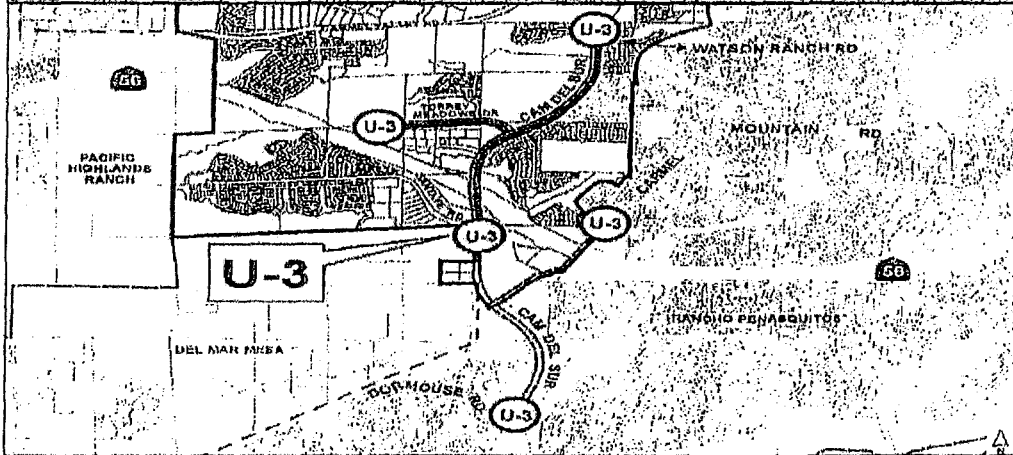 U-3
WATSON RANCH RD
56
CAM DEL SUR
TORREY
MEADOWS DR
U-3
MOUNTAIN RD
PACIFIC
HIGHLANDS
RANCH
CARMEL
U-3
U-3
U-3
56
RANCHO PENASQUITOS
DEL MAR MESA
CAM DEL SUR
DORMOUSE RD
U-3